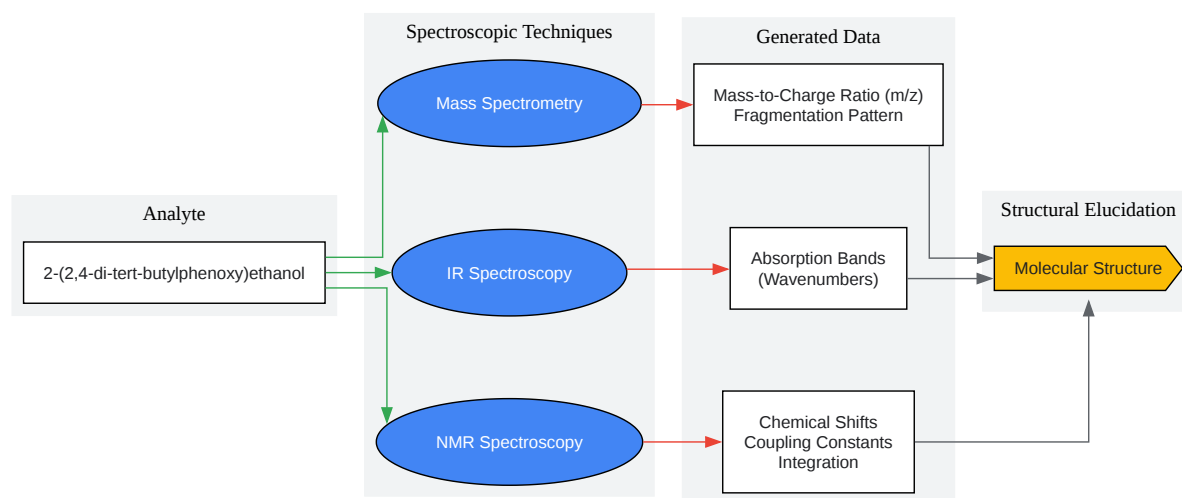 Analyte
2-(2,4-di-tert-butylphenoxy)ethanol
Spectroscopic Techniques
Mass Spectrometry
IR Spectroscopy
NMR Spectroscopy
Generated Data
Mass-to-Charge Ratio (m/z)
Fragmentation Pattern
Absorption Bands
(Wavenumbers)
Chemical Shifts
Coupling Constants
Integration
Structural Elucidation
Molecular Structure